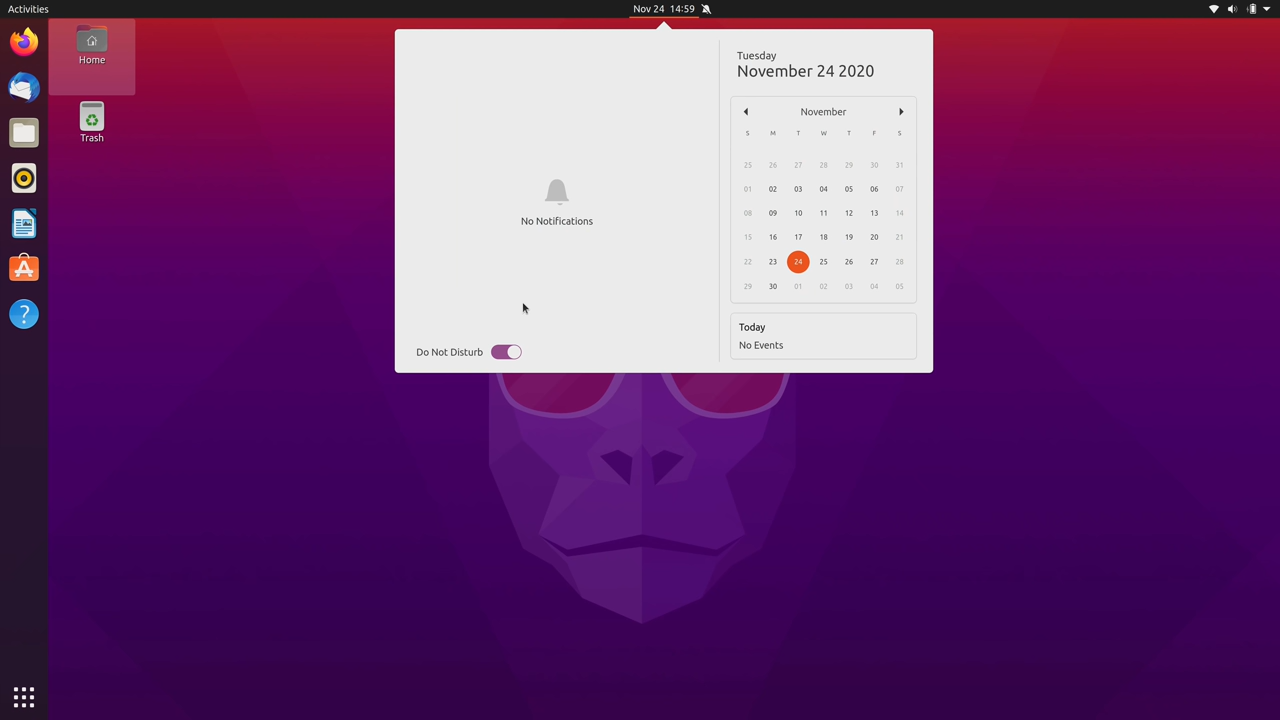 Activities
Nov 24 14:59
Home
Trash
No Notifications
Do Not Disturb
Tuesday
November 24 2020
November
S M T W T F S
25 26 27 28 29 30 31
01 02 03 04 05 06 07
08 09 10 11 12 13 14
15 16 17 18 19 20 21
22 23 24 25 26 27 28
29 30 01 02 03 04 05
Today
No Events